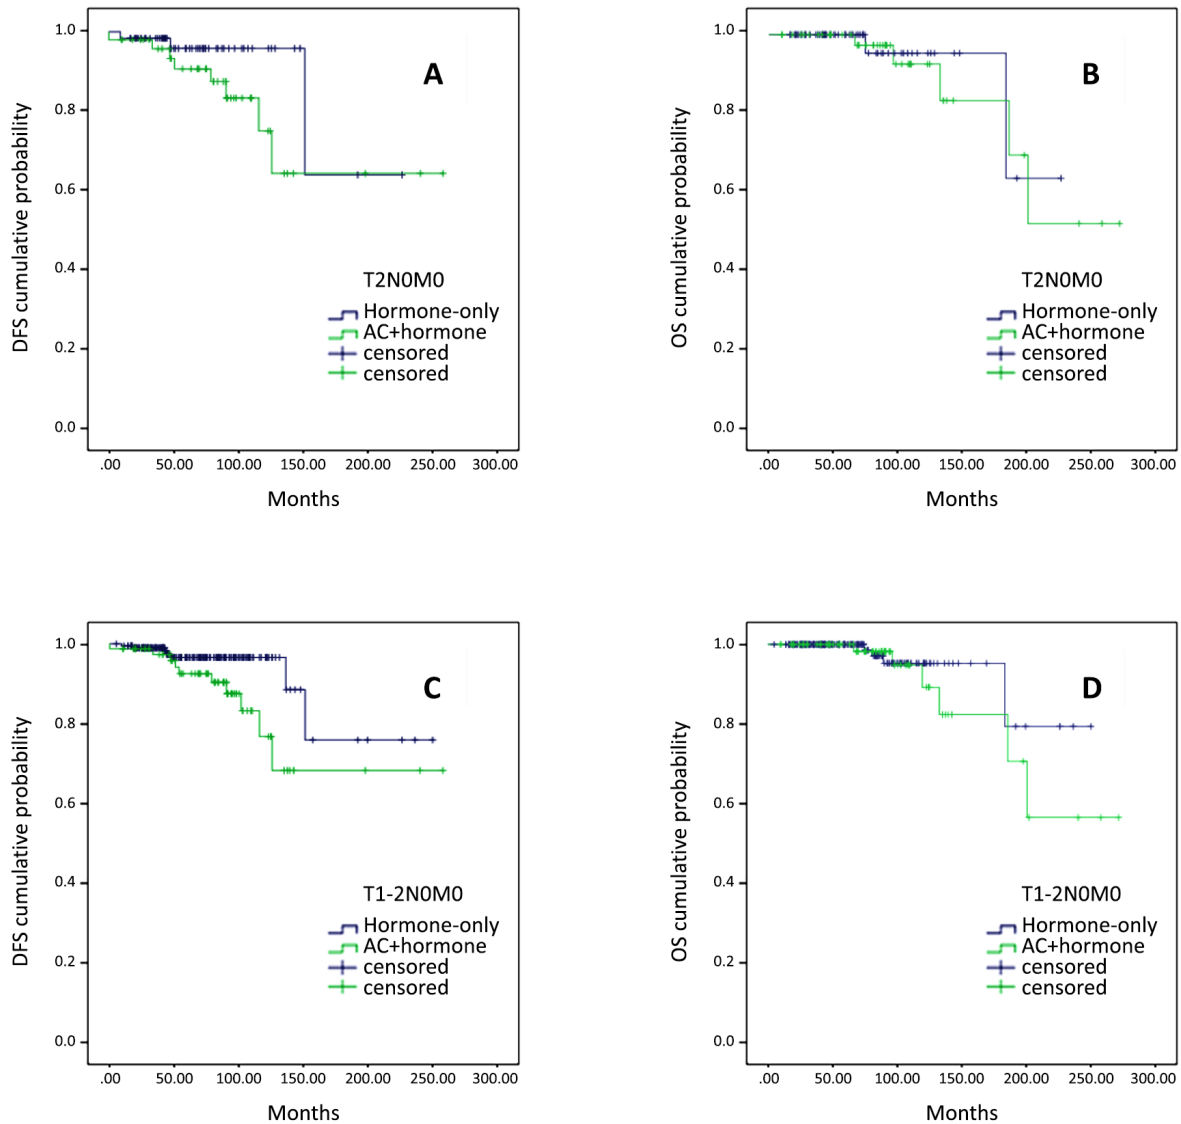 A
DFS cumulative probability
1.0
0.8
0.6
0.4
0.2
0.0
T2N0M0
Hormone-only
AC+hormone
censored
censored
.00 50.00 100.00 150.00 200.00 250.00 300.00
Months
B
OS cumulative probability
1.0
0.8
0.6
0.4
0.2
0.0
T2N0M0
Hormone-only
AC+hormone
censored
censored
.00 50.00 100.00 150.00 200.00 250.00 300.00
Months
C
DFS cumulative probability
1.0
0.8
0.6
0.4
0.2
0.0
T1-2N0M0
Hormone-only
AC+hormone
censored
censored
.00 50.00 100.00 150.00 200.00 250.00 300.00
Months
D
OS cumulative probability
1.0
0.8
0.6
0.4
0.2
0.0
T1-2N0M0
Hormone-only
AC+hormone
censored
censored
.00 50.00 100.00 150.00 200.00 250.00 300.00
Months